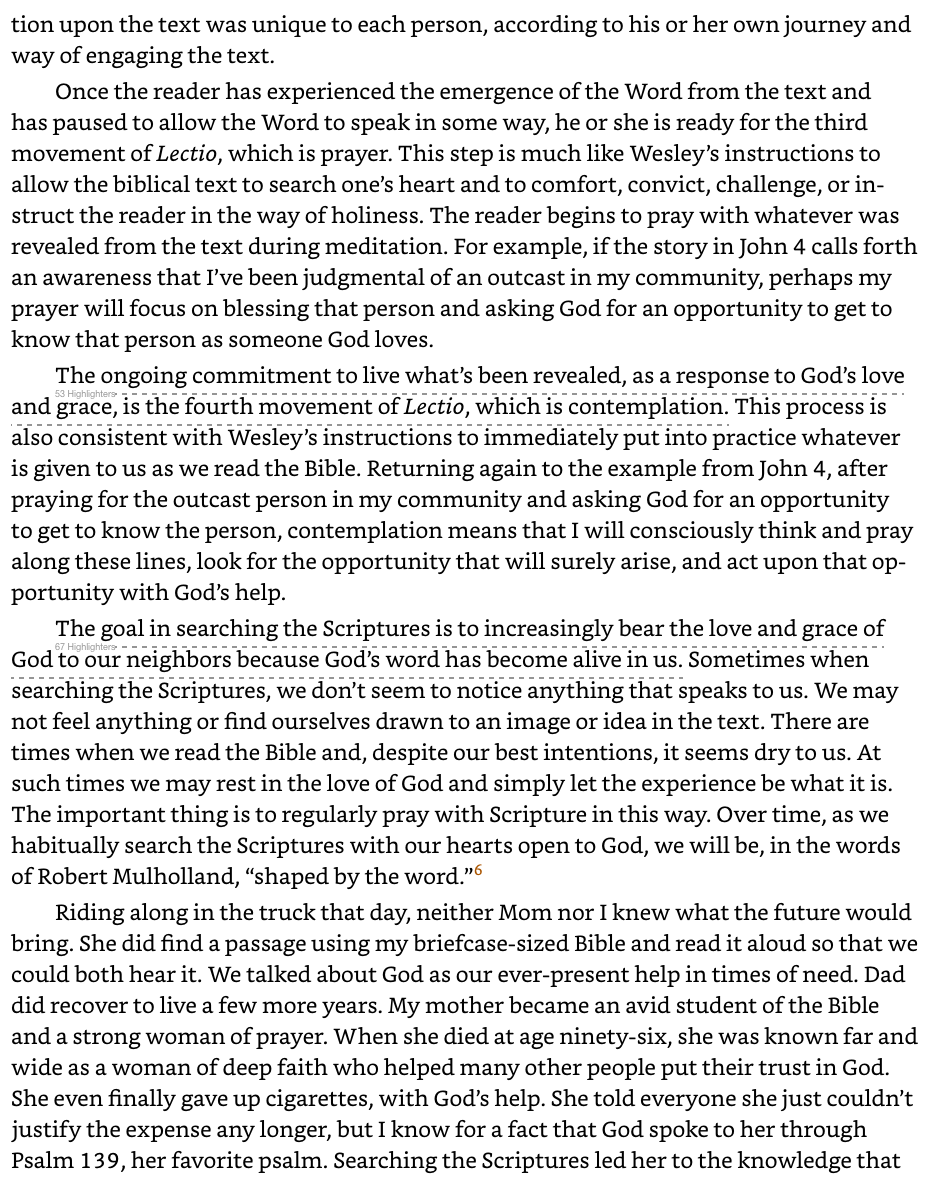 tion upon the text was unique to each person, according to his or her own journey and
way of engaging the text.
Once the reader has experienced the emergence of the Word from the text and
has paused to allow the Word to speak in some way, he or she is ready for the third
movement of Lectio, which is prayer. This step is much like Wesley’s instructions to
allow the biblical text to search one’s heart and to comfort, convict, challenge, or in-
struct the reader in the way of holiness. The reader begins to pray with whatever was
revealed from the text during meditation. For example, if the story in John 4 calls forth
an awareness that I’ve been judgmental of an outcast in my community, perhaps my
prayer will focus on blessing that person and asking God for an opportunity to get to
know that person as someone God loves.
The ongoing commitment to live what’s been revealed, as a response to God’s love
53 Highlighters
and grace, is the fourth movement of Lectio, which is contemplation. This process is
also consistent with Wesley’s instructions to immediately put into practice whatever
is given to us as we read the Bible. Returning again to the example from John 4, after
praying for the outcast person in my community and asking God for an opportunity
to get to know the person, contemplation means that I will consciously think and pray
along these lines, look for the opportunity that will surely arise, and act upon that op-
portunity with God’s help.
The goal in searching the Scriptures is to increasingly bear the love and grace of
67 Highlighters
God to our neighbors because God’s word has become alive in us. Sometimes when
searching the Scriptures, we don’t seem to notice anything that speaks to us. We may
not feel anything or find ourselves drawn to an image or idea in the text. There are
times when we read the Bible and, despite our best intentions, it seems dry to us. At
such times we may rest in the love of God and simply let the experience be what it is.
The important thing is to regularly pray with Scripture in this way. Over time, as we
habitually search the Scriptures with our hearts open to God, we will be, in the words
of Robert Mulholland, “shaped by the word.”6
Riding along in the truck that day, neither Mom nor I knew what the future would
bring. She did find a passage using my briefcase-sized Bible and read it aloud so that we
could both hear it. We talked about God as our ever-present help in times of need. Dad
did recover to live a few more years. My mother became an avid student of the Bible
and a strong woman of prayer. When she died at age ninety-six, she was known far and
wide as a woman of deep faith who helped many other people put their trust in God.
She even finally gave up cigarettes, with God’s help. She told everyone she just couldn’t
justify the expense any longer, but I know for a fact that God spoke to her through
Psalm 139, her favorite psalm. Searching the Scriptures led her to the knowledge that